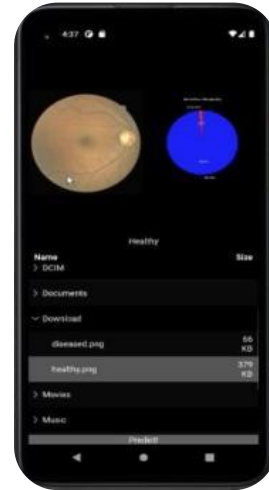 4:37
Healthy
Name Size
> DCIM
> Documents
Download
diseased.png 66 KB
healthy.png 379 KB
> Movies
> Music
Predict